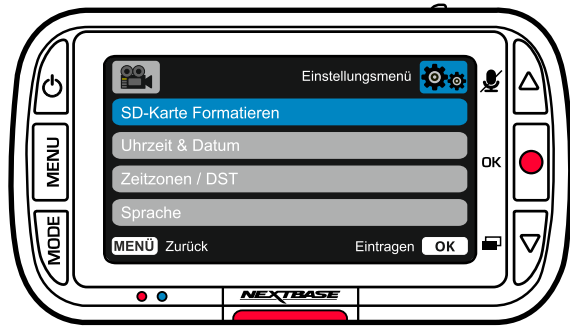 Einstellungsmenü
SD-Karte Formatieren
Uhrzeit & Datum
Zeitzonen / DST
Sprache
MENÜ Zurück Eintragen OK
MENU
MODE
OK
NEXTBASE